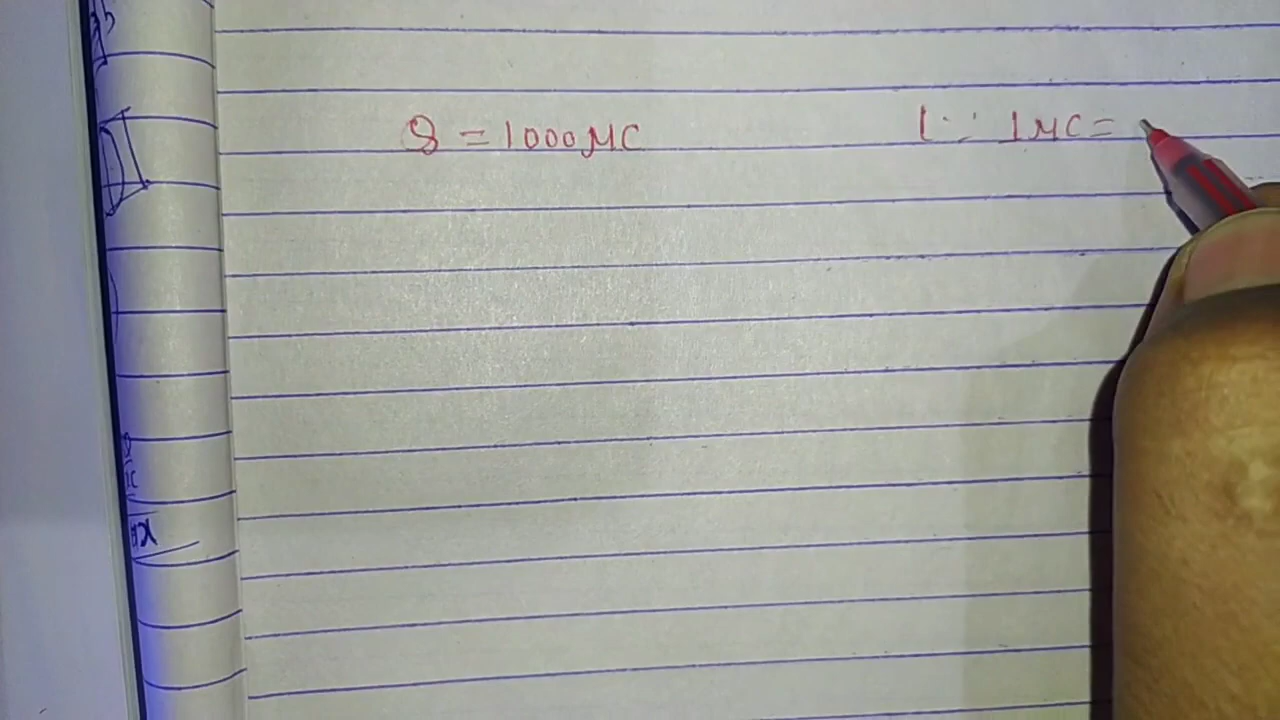 Q = 1000 μC (∵ 1 μC =